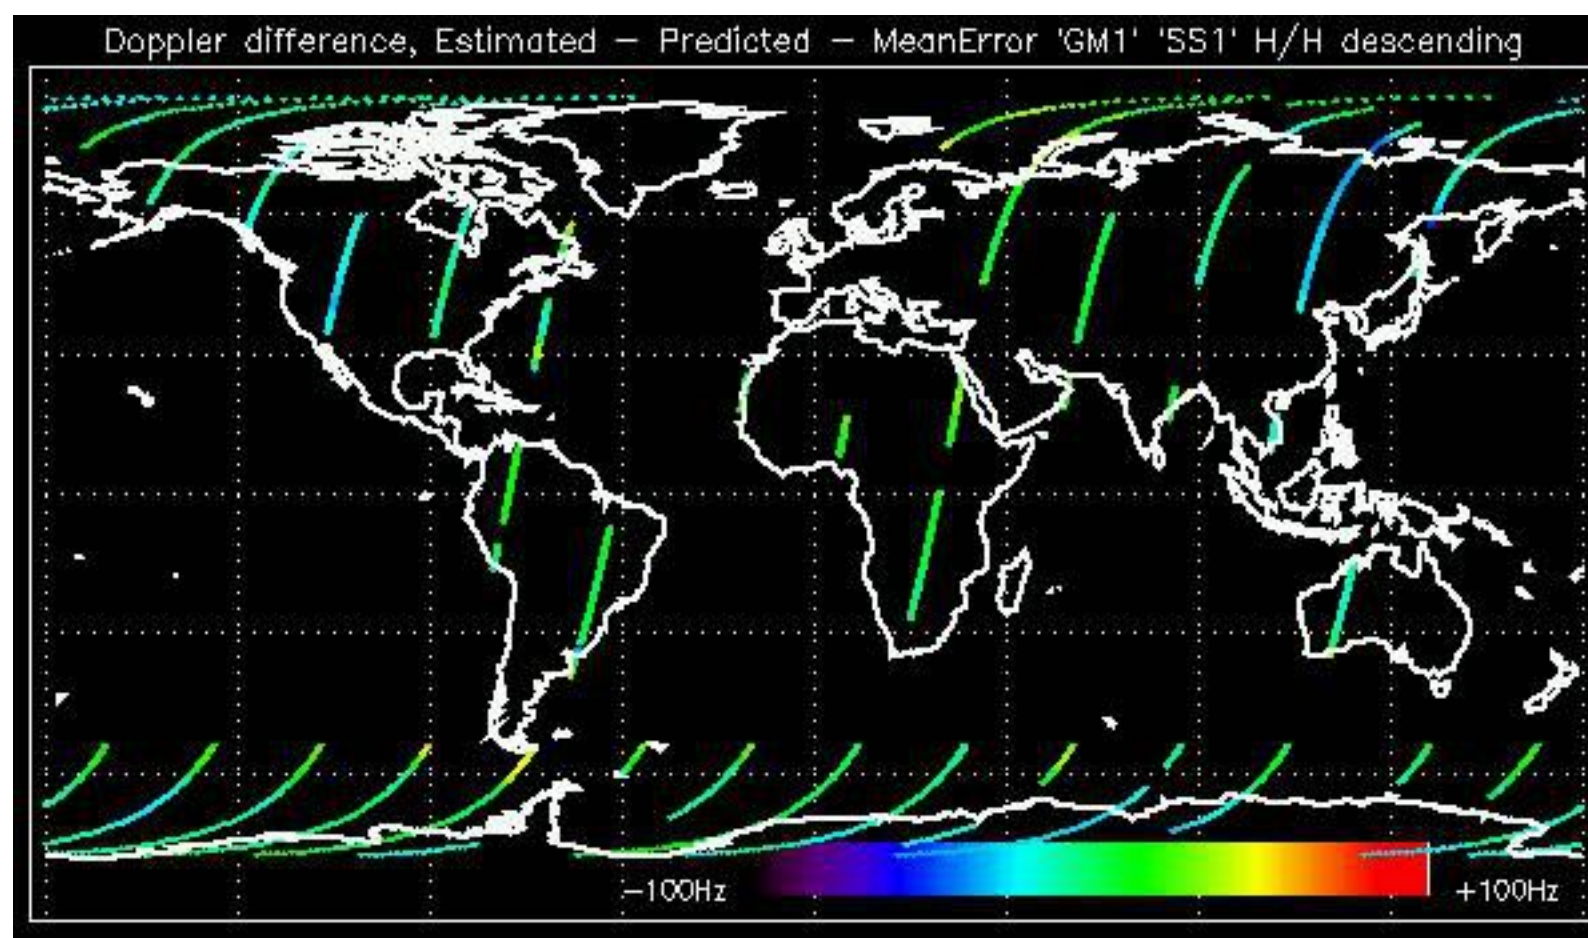 Doppler difference, Estimated – Predicted – MeanError 'GM1' 'SS1' H/H descending
–100Hz +100Hz